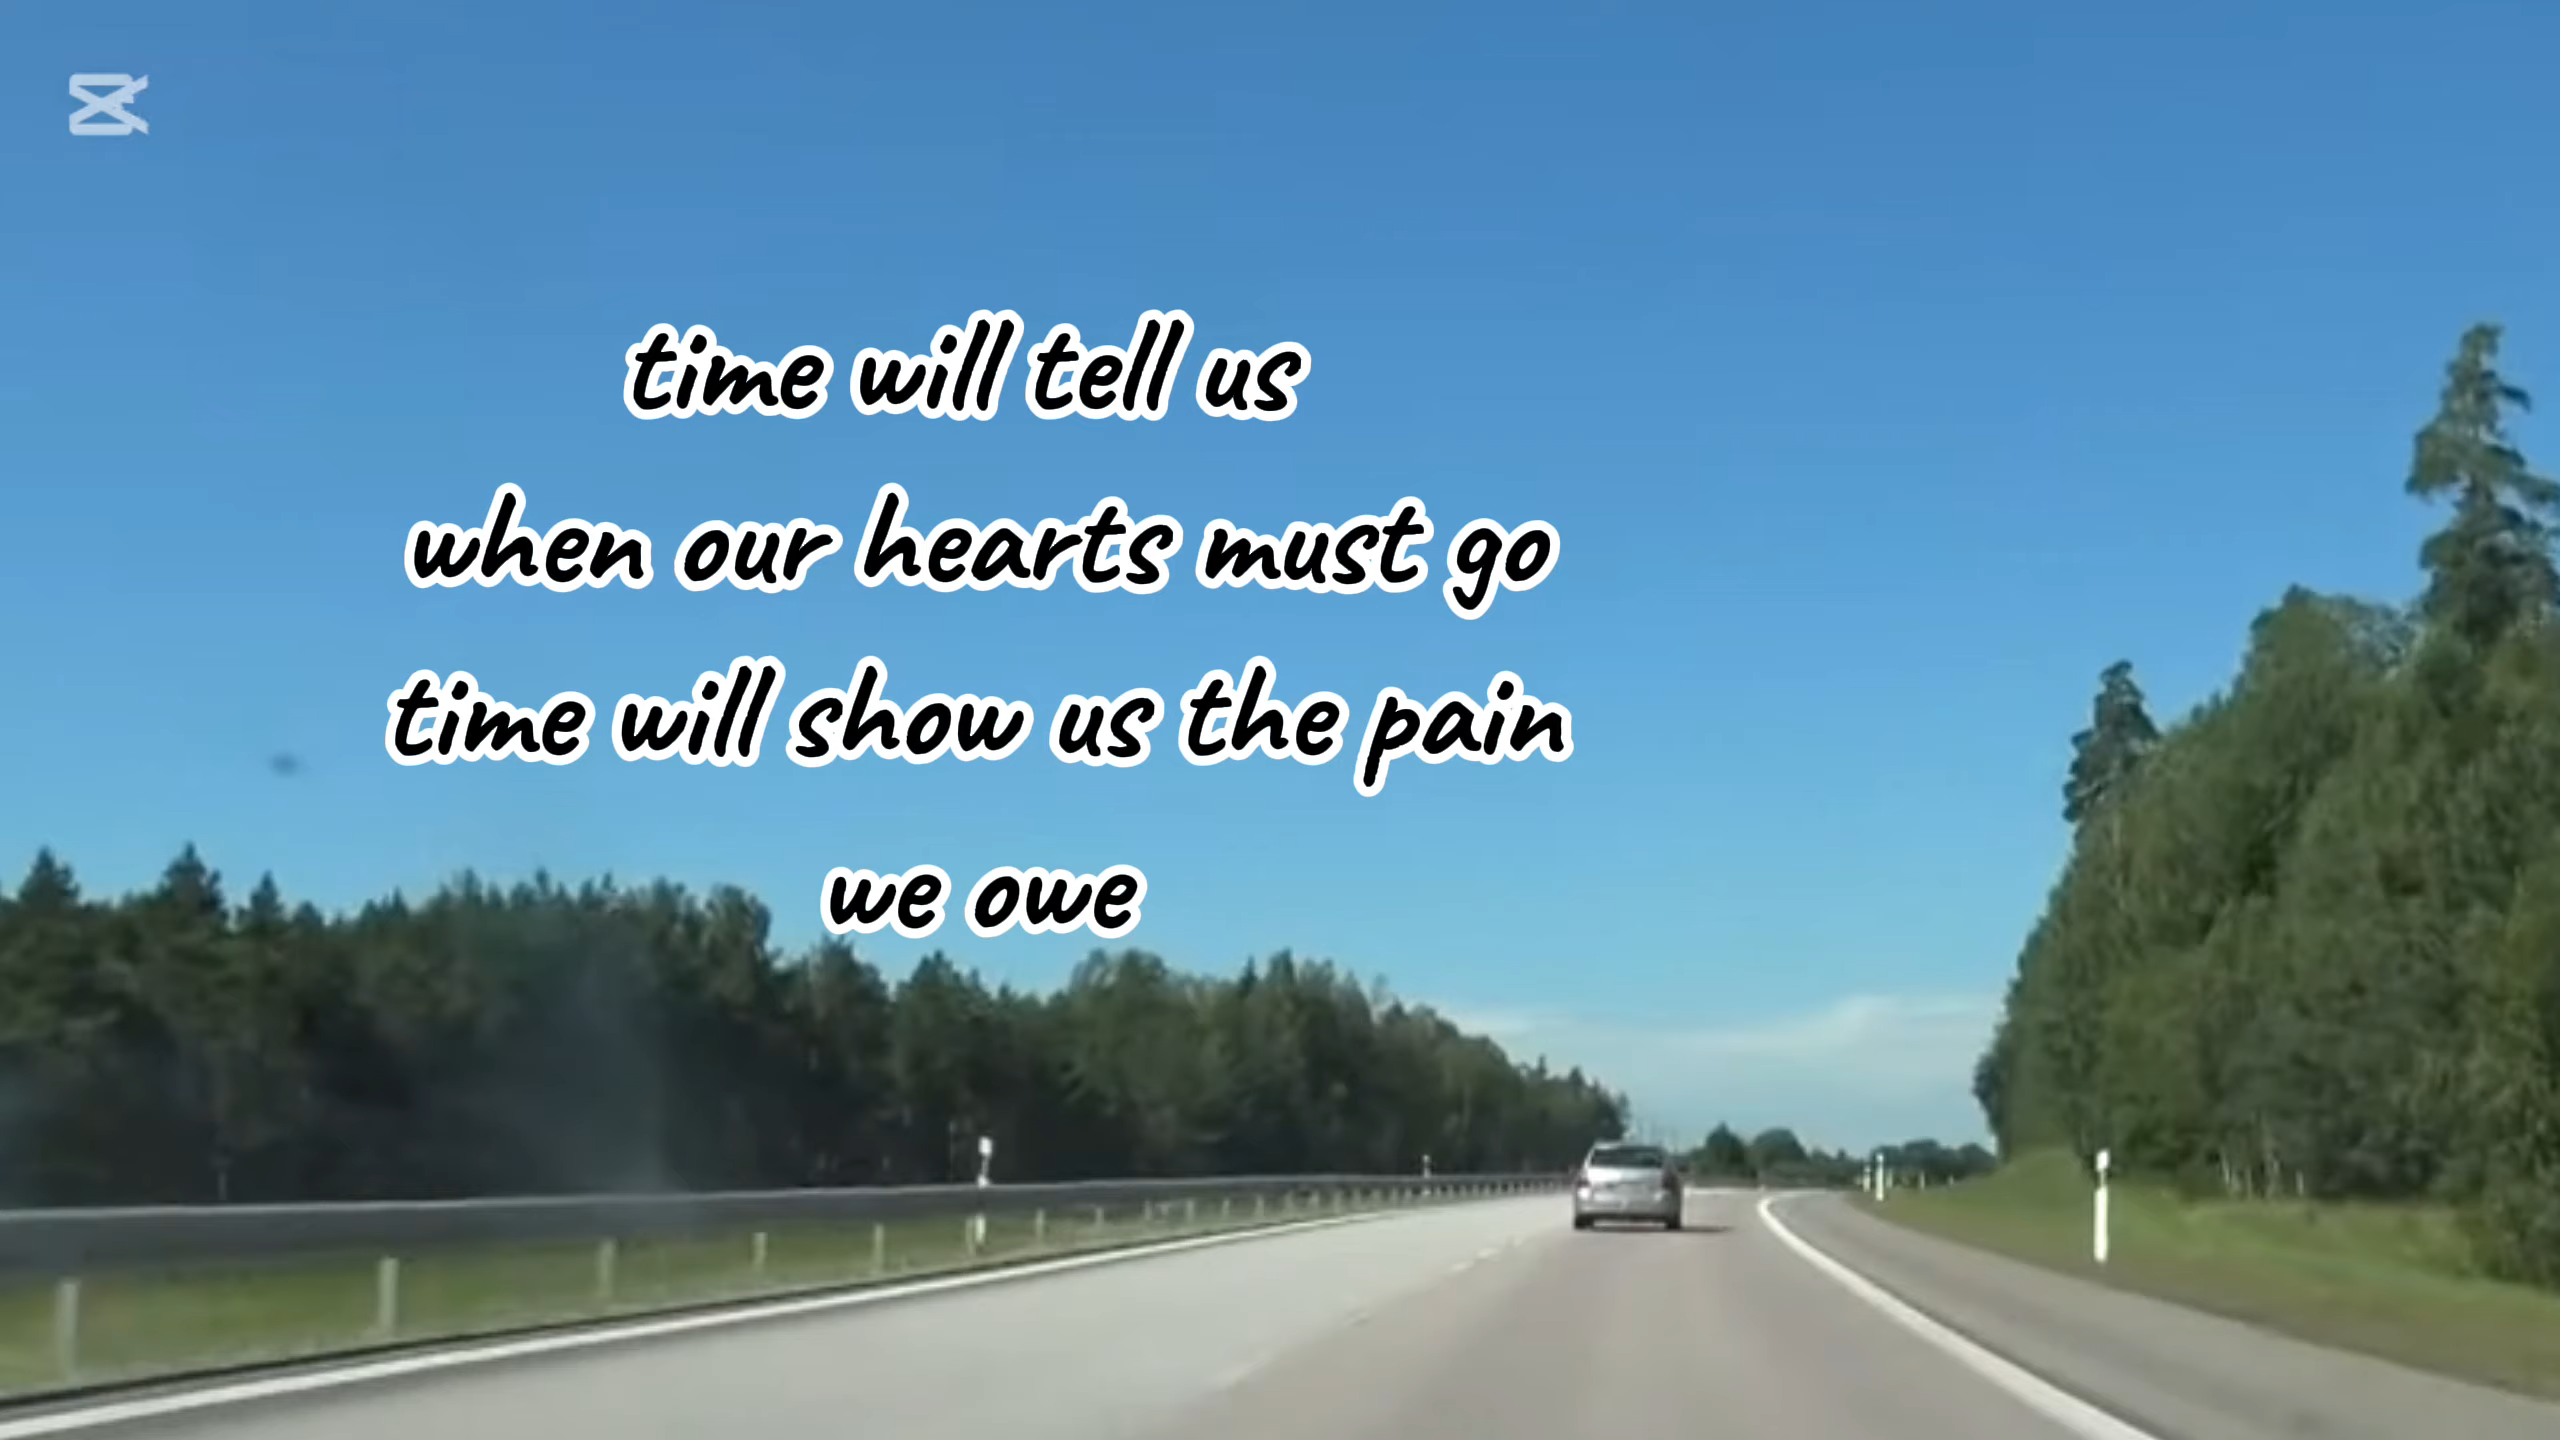 time will tell us
when our hearts must go
time will show us the pain
we owe